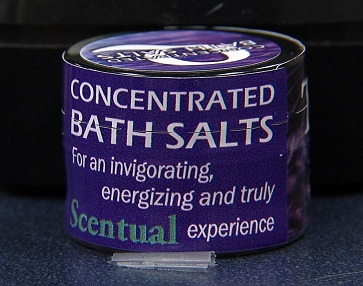 CONCENTRATED
BATH SALTS
For an invigorating,
energizing and truly
Scentual experience